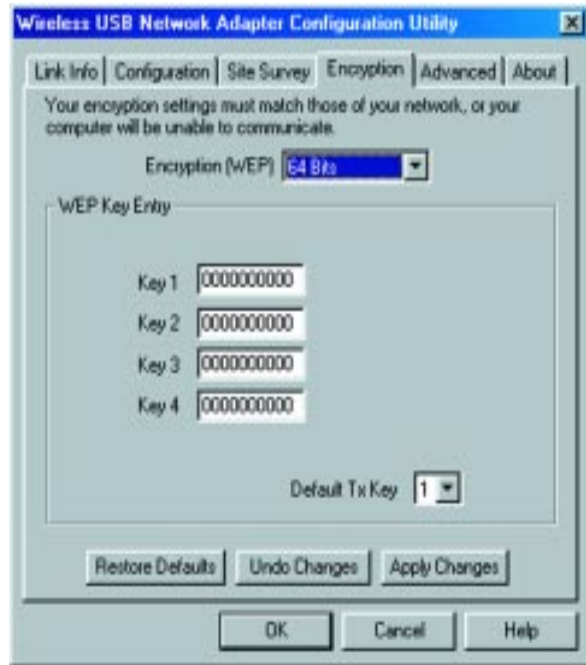 Wireless USB Network Adapter Configuration Utility
Link Info Configuration Site Survey Encryption Advanced About
Your encryption settings must match those of your network, or your
computer will be unable to communicate.
Encryption (WEP) 64 Bits
WEP Key Entry
Key 1 0000000000
Key 2 0000000000
Key 3 0000000000
Key 4 0000000000
Default Tx Key 1
Restore Defaults Undo Changes Apply Changes
OK Cancel Help